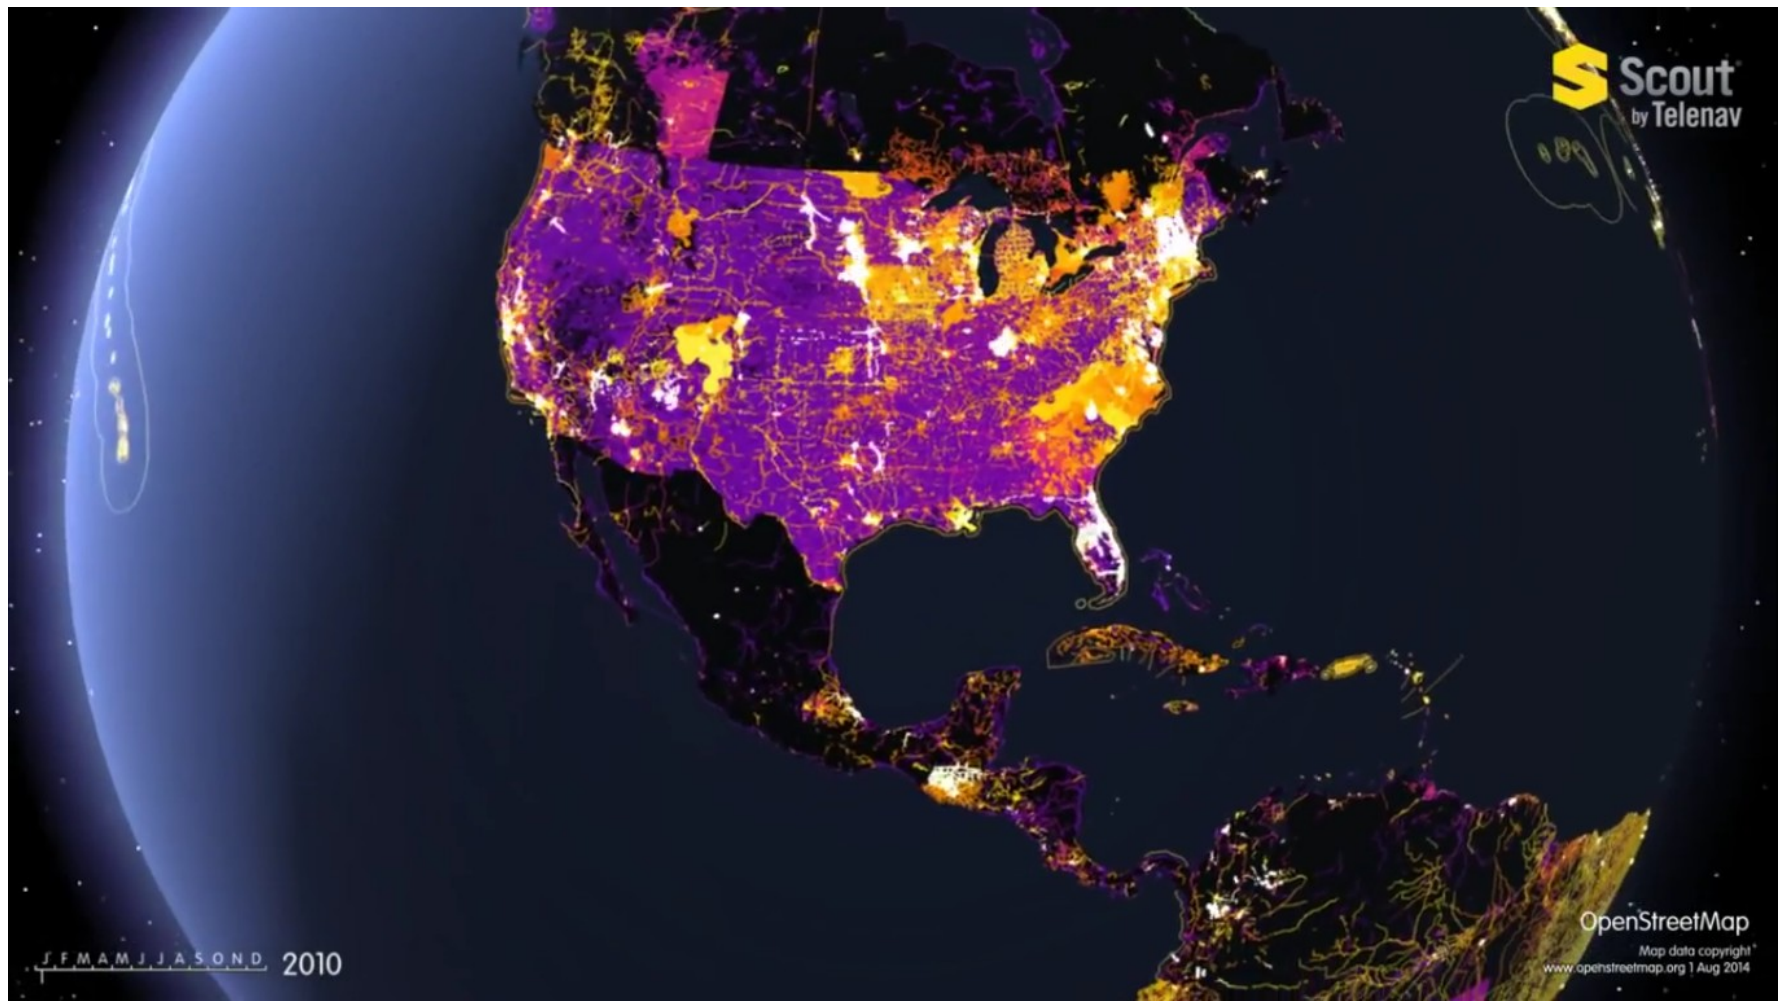 Scout
by Telenav
J F M A M J J A S O N D 2010
OpenStreetMap
Map data copyright
www.openstreetmap.org 1 Aug 2014